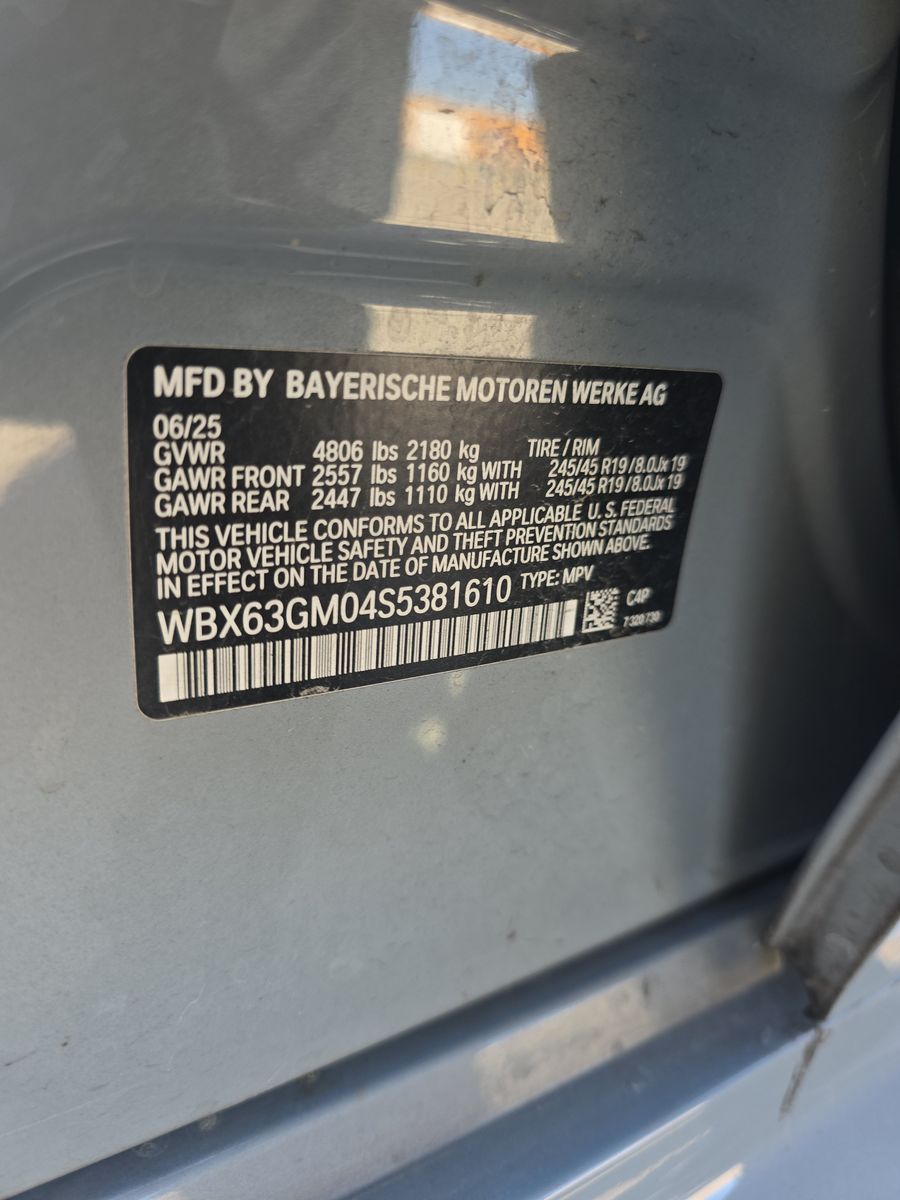 MFD BY BAYERISCHE MOTOREN WERKE AG
06/25
GVWR 4806 lbs 2180 kg TIRE / RIM
GAWR FRONT 2557 lbs 1160 kg WITH 245/45 R19 / 8.0Jx19
GAWR REAR 2447 lbs 1110 kg WITH 245/45 R19 / 8.0Jx19
THIS VEHICLE CONFORMS TO ALL APPLICABLE U.S. FEDERAL
MOTOR VEHICLE SAFETY AND THEFT PREVENTION STANDARDS
IN EFFECT ON THE DATE OF MANUFACTURE SHOWN ABOVE.
WBX63GM04S5381610 TYPE: MPV
C4P
7320730